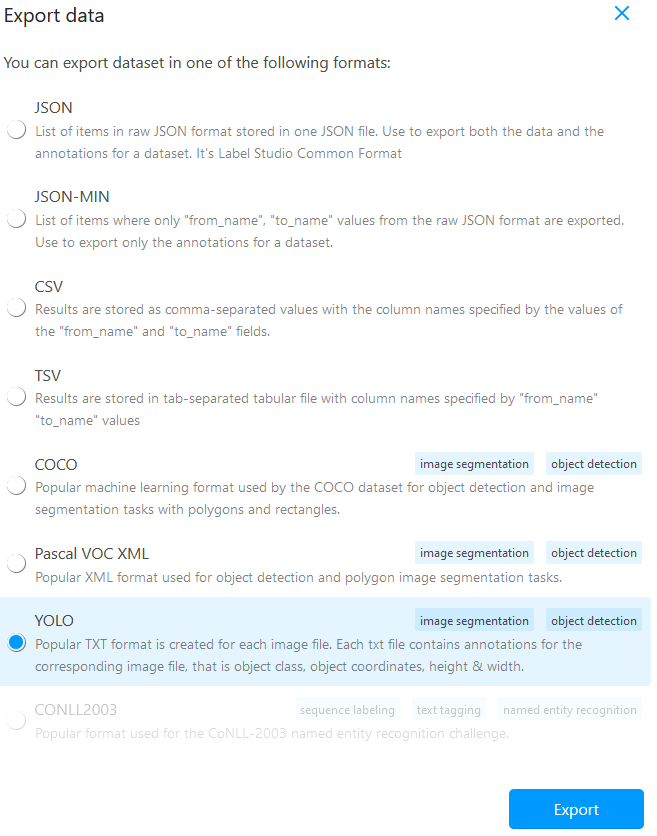 Export data
You can export dataset in one of the following formats:
JSON
List of items in raw JSON format stored in one JSON file. Use to export both the data and the
annotations for a dataset. It's Label Studio Common Format
JSON-MIN
List of items where only "from_name", "to_name" values from the raw JSON format are exported.
Use to export only the annotations for a dataset.
CSV
Results are stored as comma-separated values with the column names specified by the values of
the "from_name" and "to_name" fields.
TSV
Results are stored in tab-separated tabular file with column names specified by "from_name"
"to_name" values
COCO image segmentation object detection
Popular machine learning format used by the COCO dataset for object detection and image
segmentation tasks with polygons and rectangles.
Pascal VOC XML image segmentation object detection
Popular XML format used for object detection and polygon image segmentation tasks.
YOLO image segmentation object detection
Popular TXT format is created for each image file. Each txt file contains annotations for the
corresponding image file, that is object class, object coordinates, height & width.
CONLL2003 sequence labeling text tagging named entity recognition
Popular format used for the CoNLL-2003 named entity recognition challenge.
Export